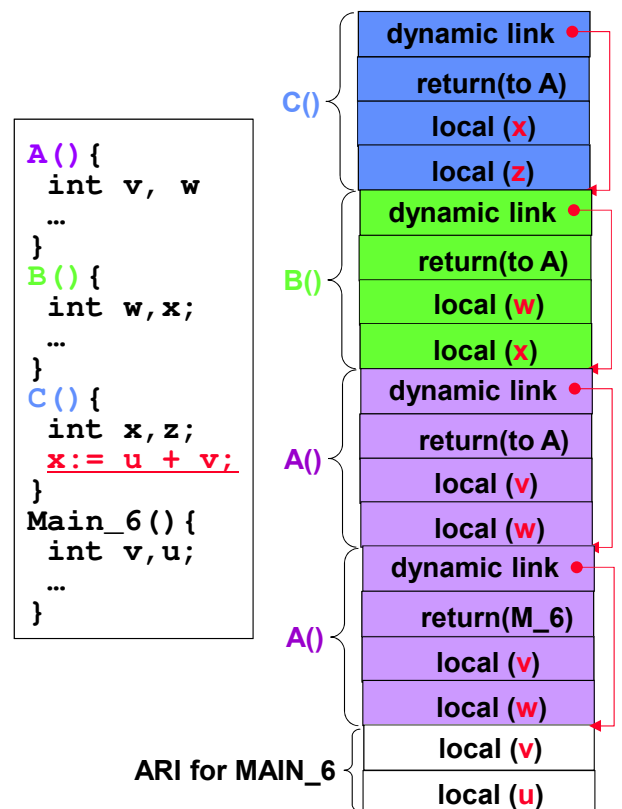 A(){
int v, w
…
}
B(){
int w,x;
…
}
C(){
int x,z;
x:= u + v;
}
Main_6(){
int v,u;
…
}
C()
dynamic link
return(to A)
local (x)
local (z)
B()
dynamic link
return(to A)
local (w)
local (x)
A()
dynamic link
return(to A)
local (v)
local (w)
A()
dynamic link
return(M_6)
local (v)
local (w)
ARI for MAIN_6
local (v)
local (u)